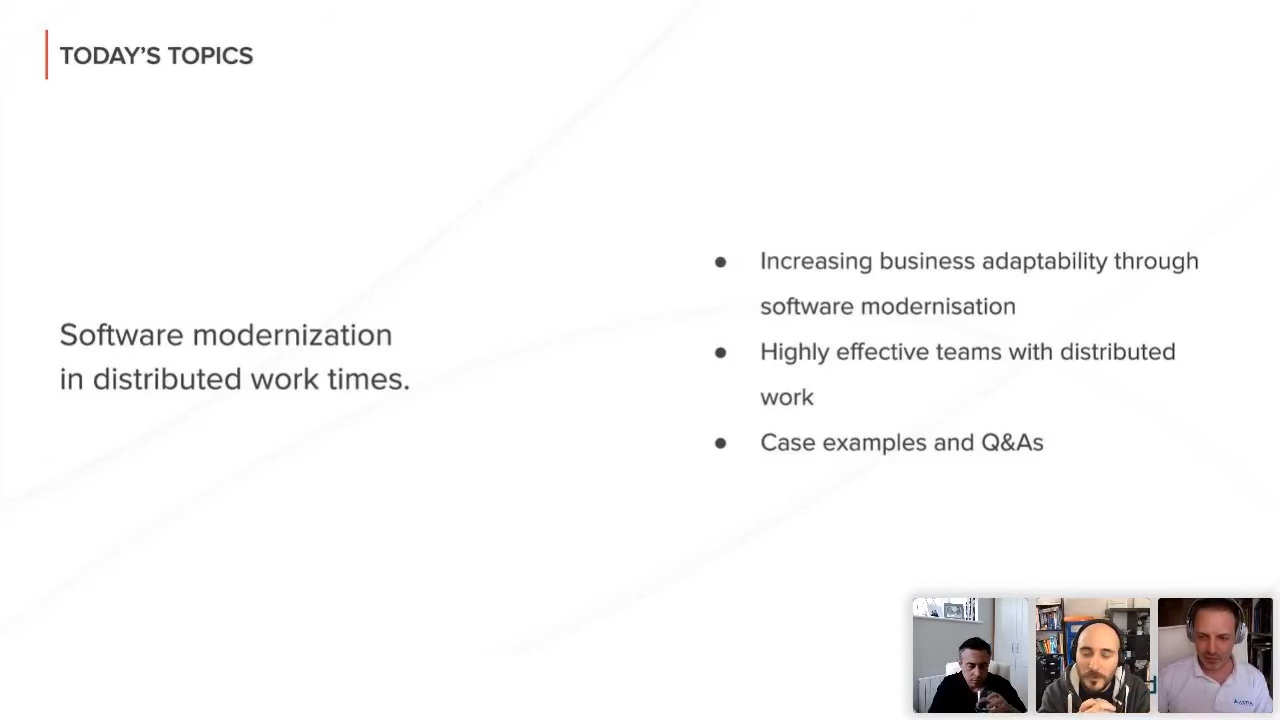 TODAY'S TOPICS
Software modernization
in distributed work times.
● Increasing business adaptability through
software modernisation
● Highly effective teams with distributed
work
● Case examples and Q&As